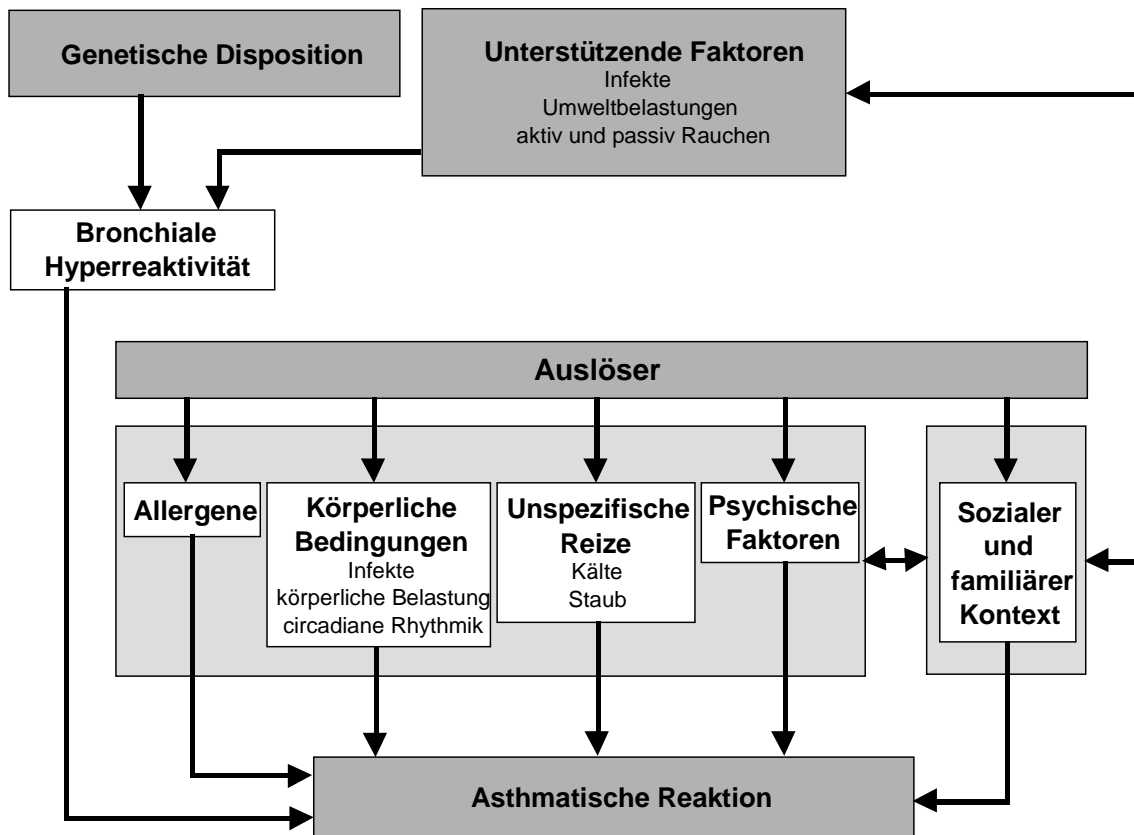 Genetische Disposition
Unterstützende Faktoren
Infekte
Umweltbelastungen
aktiv und passiv Rauchen
Bronchiale
Hyperreaktivität
Auslöser
Allergene
Körperliche
Bedingungen
Infekte
körperliche Belastung
circadiane Rhythmik
Unspezifische
Reize
Kälte
Staub
Psychische
Faktoren
Sozialer
und
familiärer
Kontext
Asthmatische Reaktion